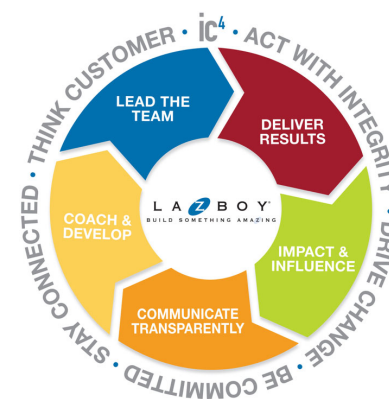 ic4 • ACT WITH INTEGRITY • DRIVE CHANGE • BE COMMITTED • STAY CONNECTED • THINK CUSTOMER •
LEAD THE
TEAM
DELIVER
RESULTS
IMPACT &
INFLUENCE
COMMUNICATE
TRANSPARENTLY
COACH &
DEVELOP
LAZBOY
BUILD SOMETHING AMAZING